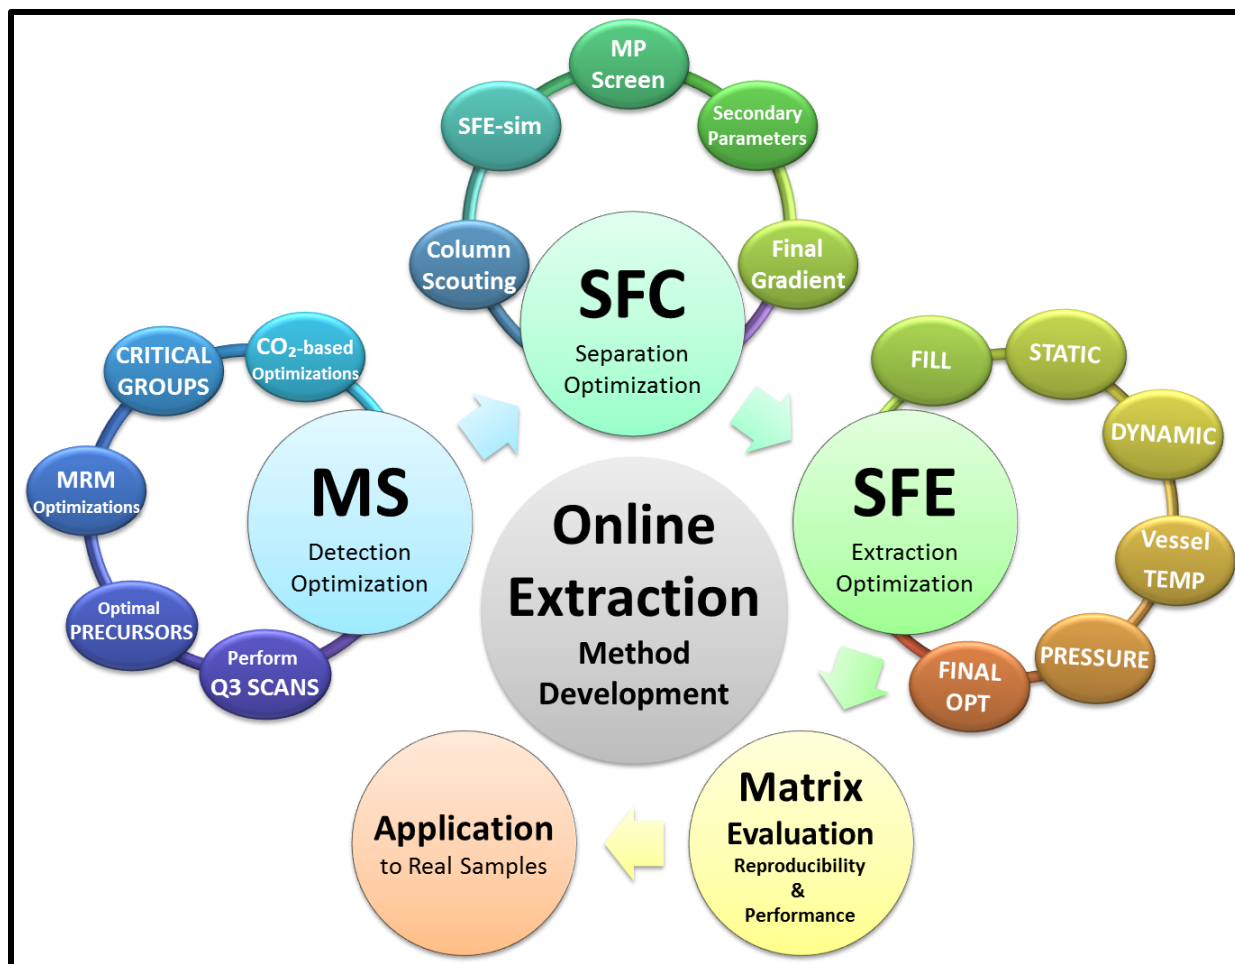 MP
Screen
SFE-sim
Secondary
Parameters
Column
Scouting
Final
Gradient
SFC
Separation
Optimization
CRITICAL
GROUPS
CO₂-based
Optimizations
MRM
Optimizations
Optimal
PRECURSORS
Perform
Q3 SCANS
MS
Detection
Optimization
FILL
STATIC
DYNAMIC
Vessel
TEMP
PRESSURE
FINAL
OPT
SFE
Extraction
Optimization
Online
Extraction
Method
Development
Matrix
Evaluation
Reproducibility
&
Performance
Application
to Real Samples